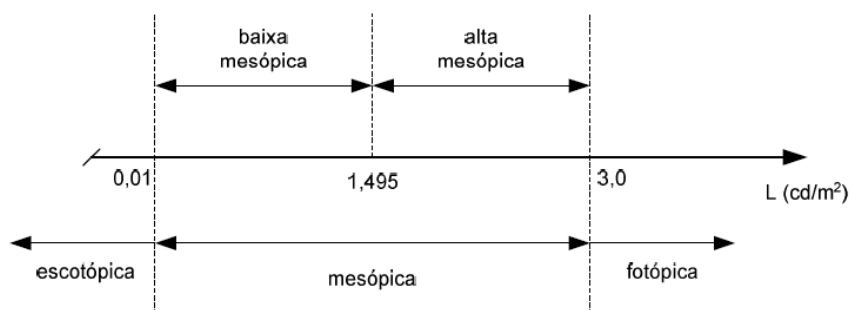 baixa
mesópica
alta
mesópica
0,01
1,495
3,0
L (cd/m²)
escotópica
mesópica
fotópica